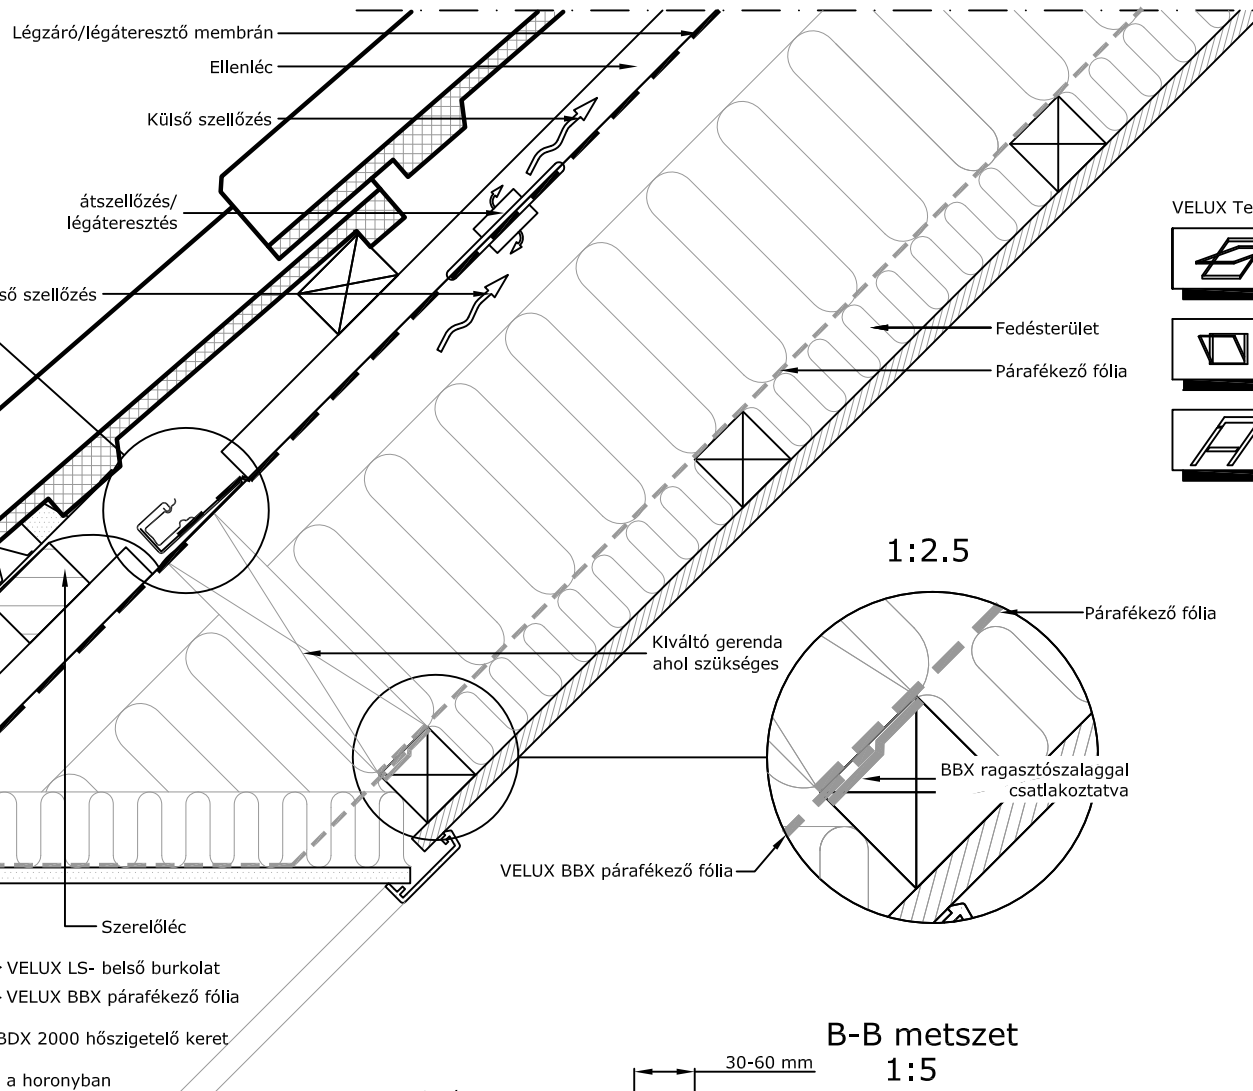 Légzáró/légáteresztő membrán
Ellenléc
Külső szellőzés
átszellőzés/
légáteresztés
ső szellőzés
VELUX Te
Fedésterület
Párafékező fólia
1:2.5
Párafékező fólia
KIváltó gerenda
ahol szükséges
BBX ragasztószalaggal
csatlakoztatva
VELUX BBX párafékező fólia
Szerelőléc
VELUX LS- belső burkolat
VELUX BBX párafékező fólia
BDX 2000 hőszigetelő keret
a horonyban
B-B metszet
1:5
30-60 mm